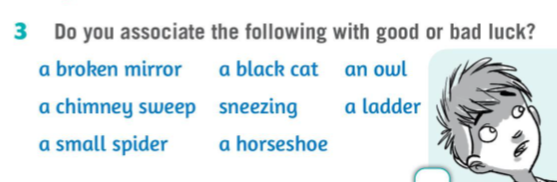 3 Do you associate the following with good or bad luck?
a broken mirror a black cat an owl
a chimney sweep sneezing a ladder
a small spider a horseshoe